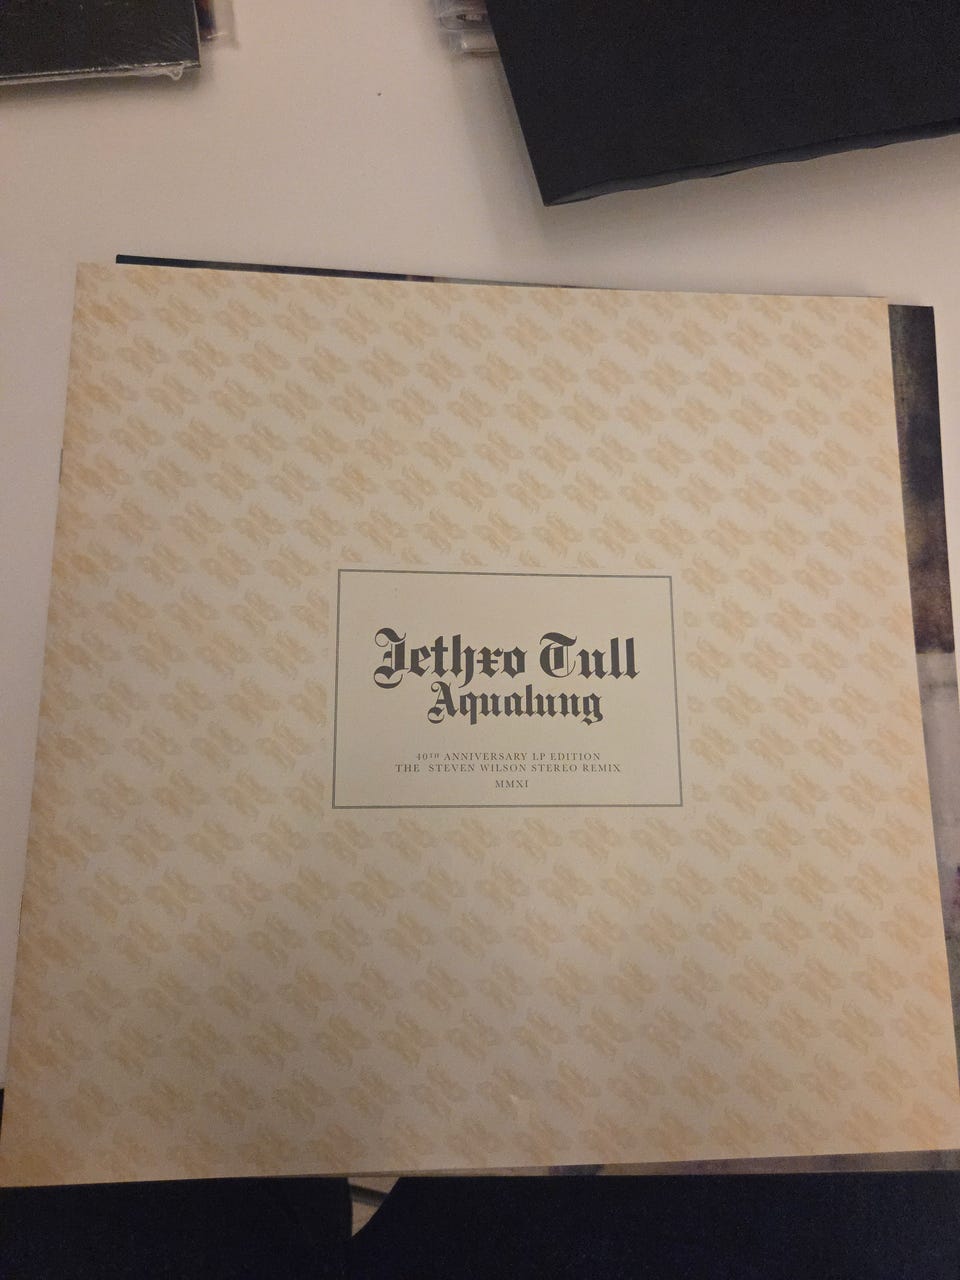 Jethro Tull
Aqualung
40TH ANNIVERSARY LP EDITION
THE STEVEN WILSON STEREO REMIX
MMXI